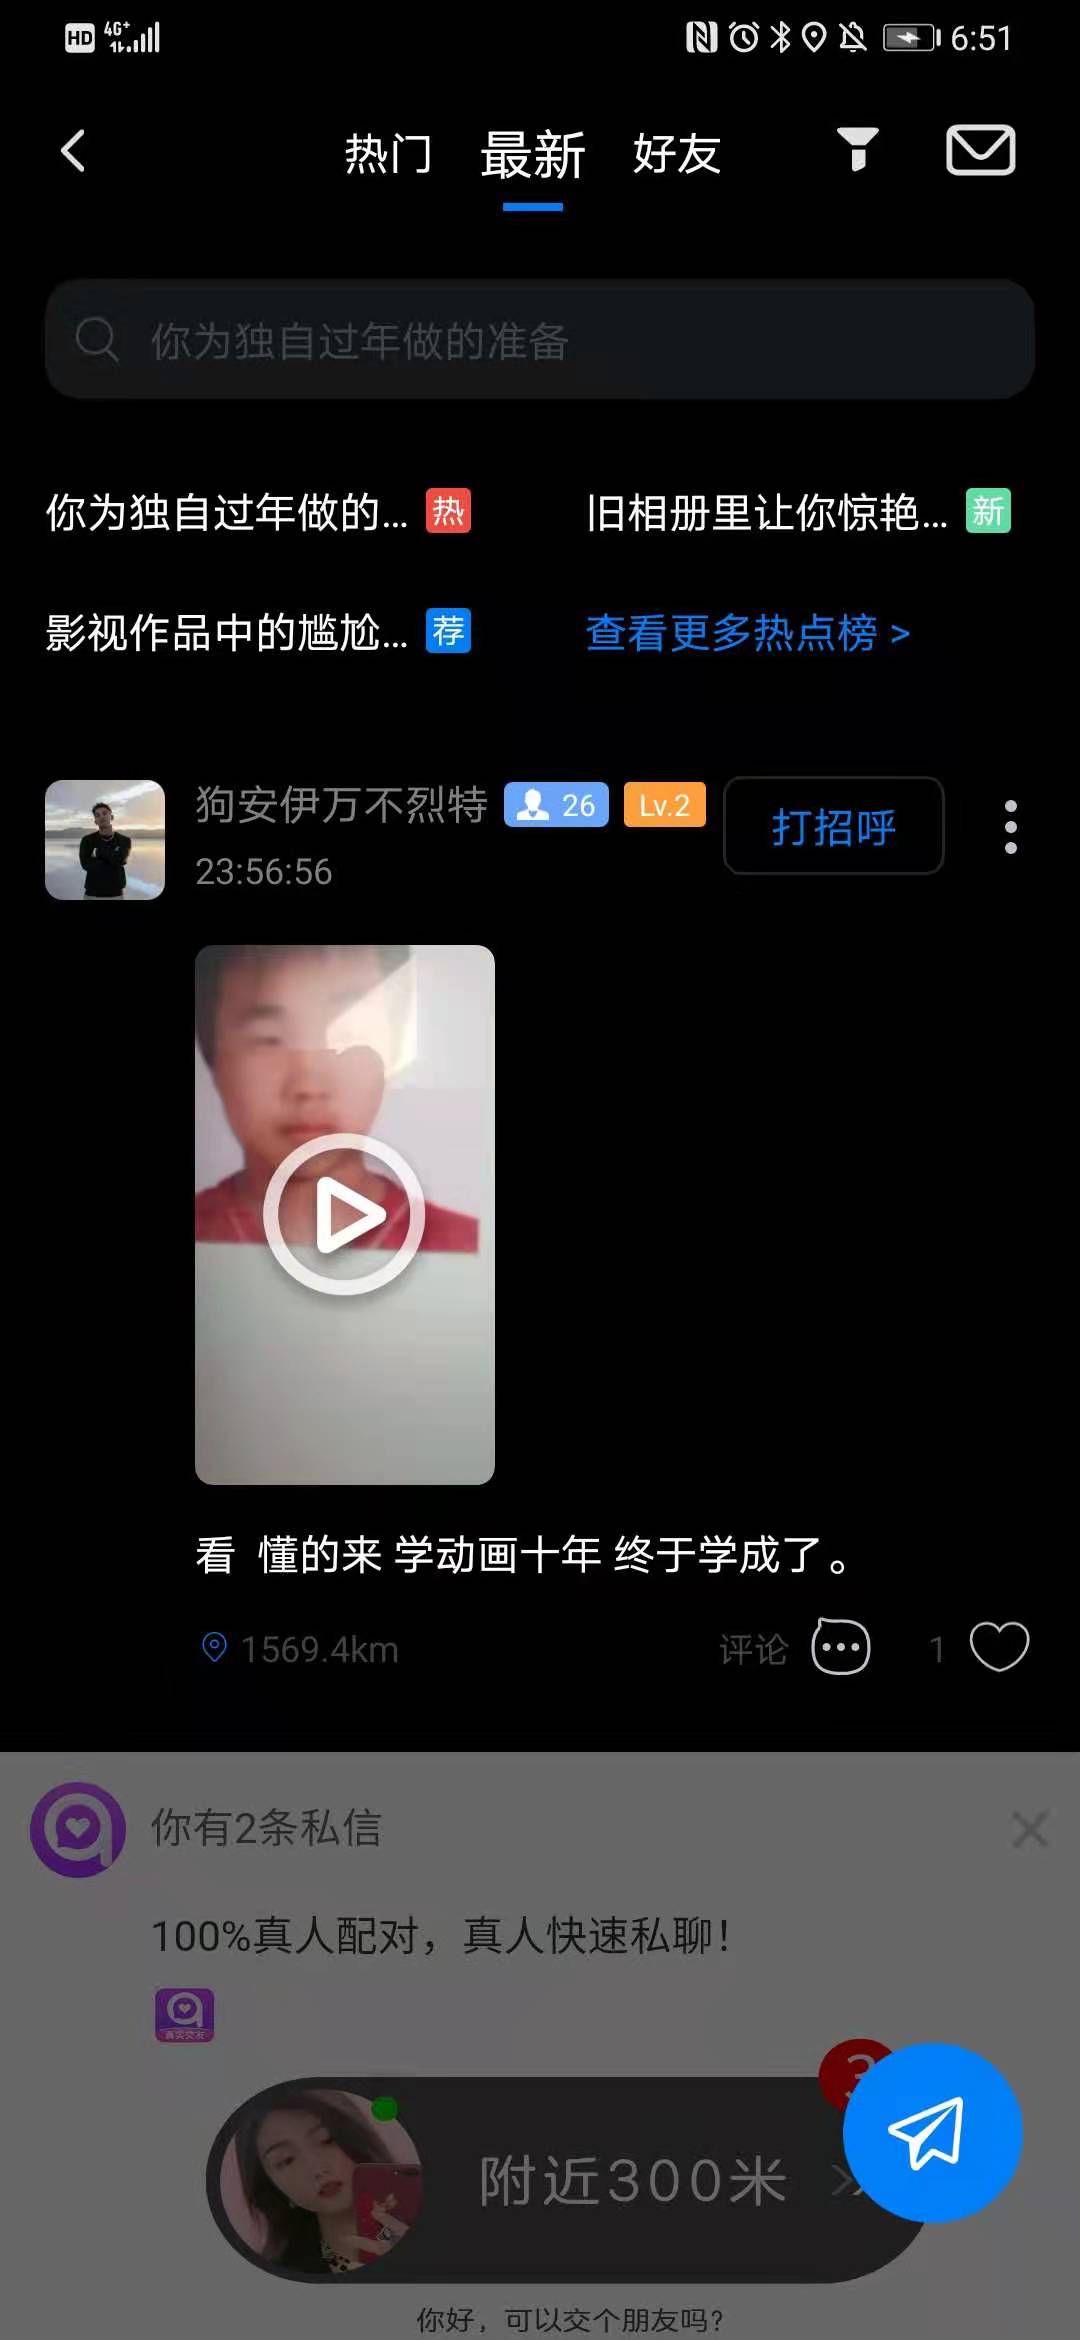 HD 4G+ 6:51
热门 最新 好友
你为独自过年做的准备
你为独自过年做的... 热
旧相册里让你惊艳... 新
影视作品中的尴尬... 荐
查看更多热点榜 >
狗安伊万不烈特 26 Lv.2 打招呼
23:56:56
看 懂的来 学动画十年 终于学成了。
1569.4km 评论 1
你有2条私信
100%真人配对，真人快速私聊！
真实交友
3
附近300米
你好，可以交个朋友吗？